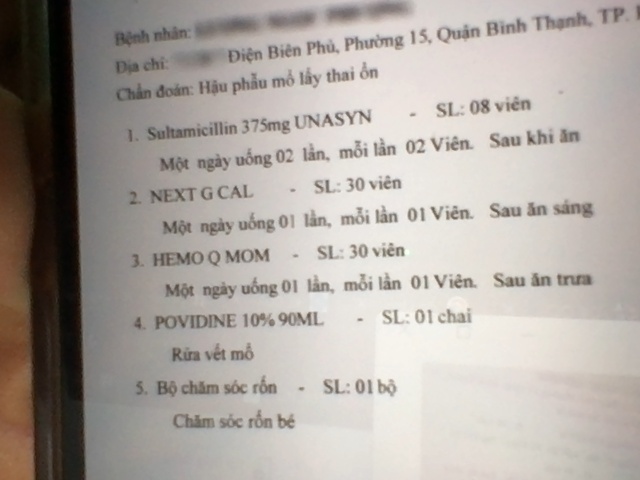 Bệnh nhân:
Địa chỉ: Điện Biên Phủ, Phường 15, Quận Bình Thạnh, TP.
Chẩn đoán: Hậu phẫu mổ lấy thai ổn
1. Sultamicillin 375mg UNASYN - SL: 08 viên
Một ngày uống 02 lần, mỗi lần 02 Viên. Sau khi ăn
2. NEXT G CAL - SL: 30 viên
Một ngày uống 01 lần, mỗi lần 01 Viên. Sau ăn sáng
3. HEMO Q MOM - SL: 30 viên
Một ngày uống 01 lần, mỗi lần 01 Viên. Sau ăn trưa
4. POVIDINE 10% 90ML - SL: 01 chai
Rửa vết mổ
5. Bộ chăm sóc rốn - SL: 01 bộ
Chăm sóc rốn bé